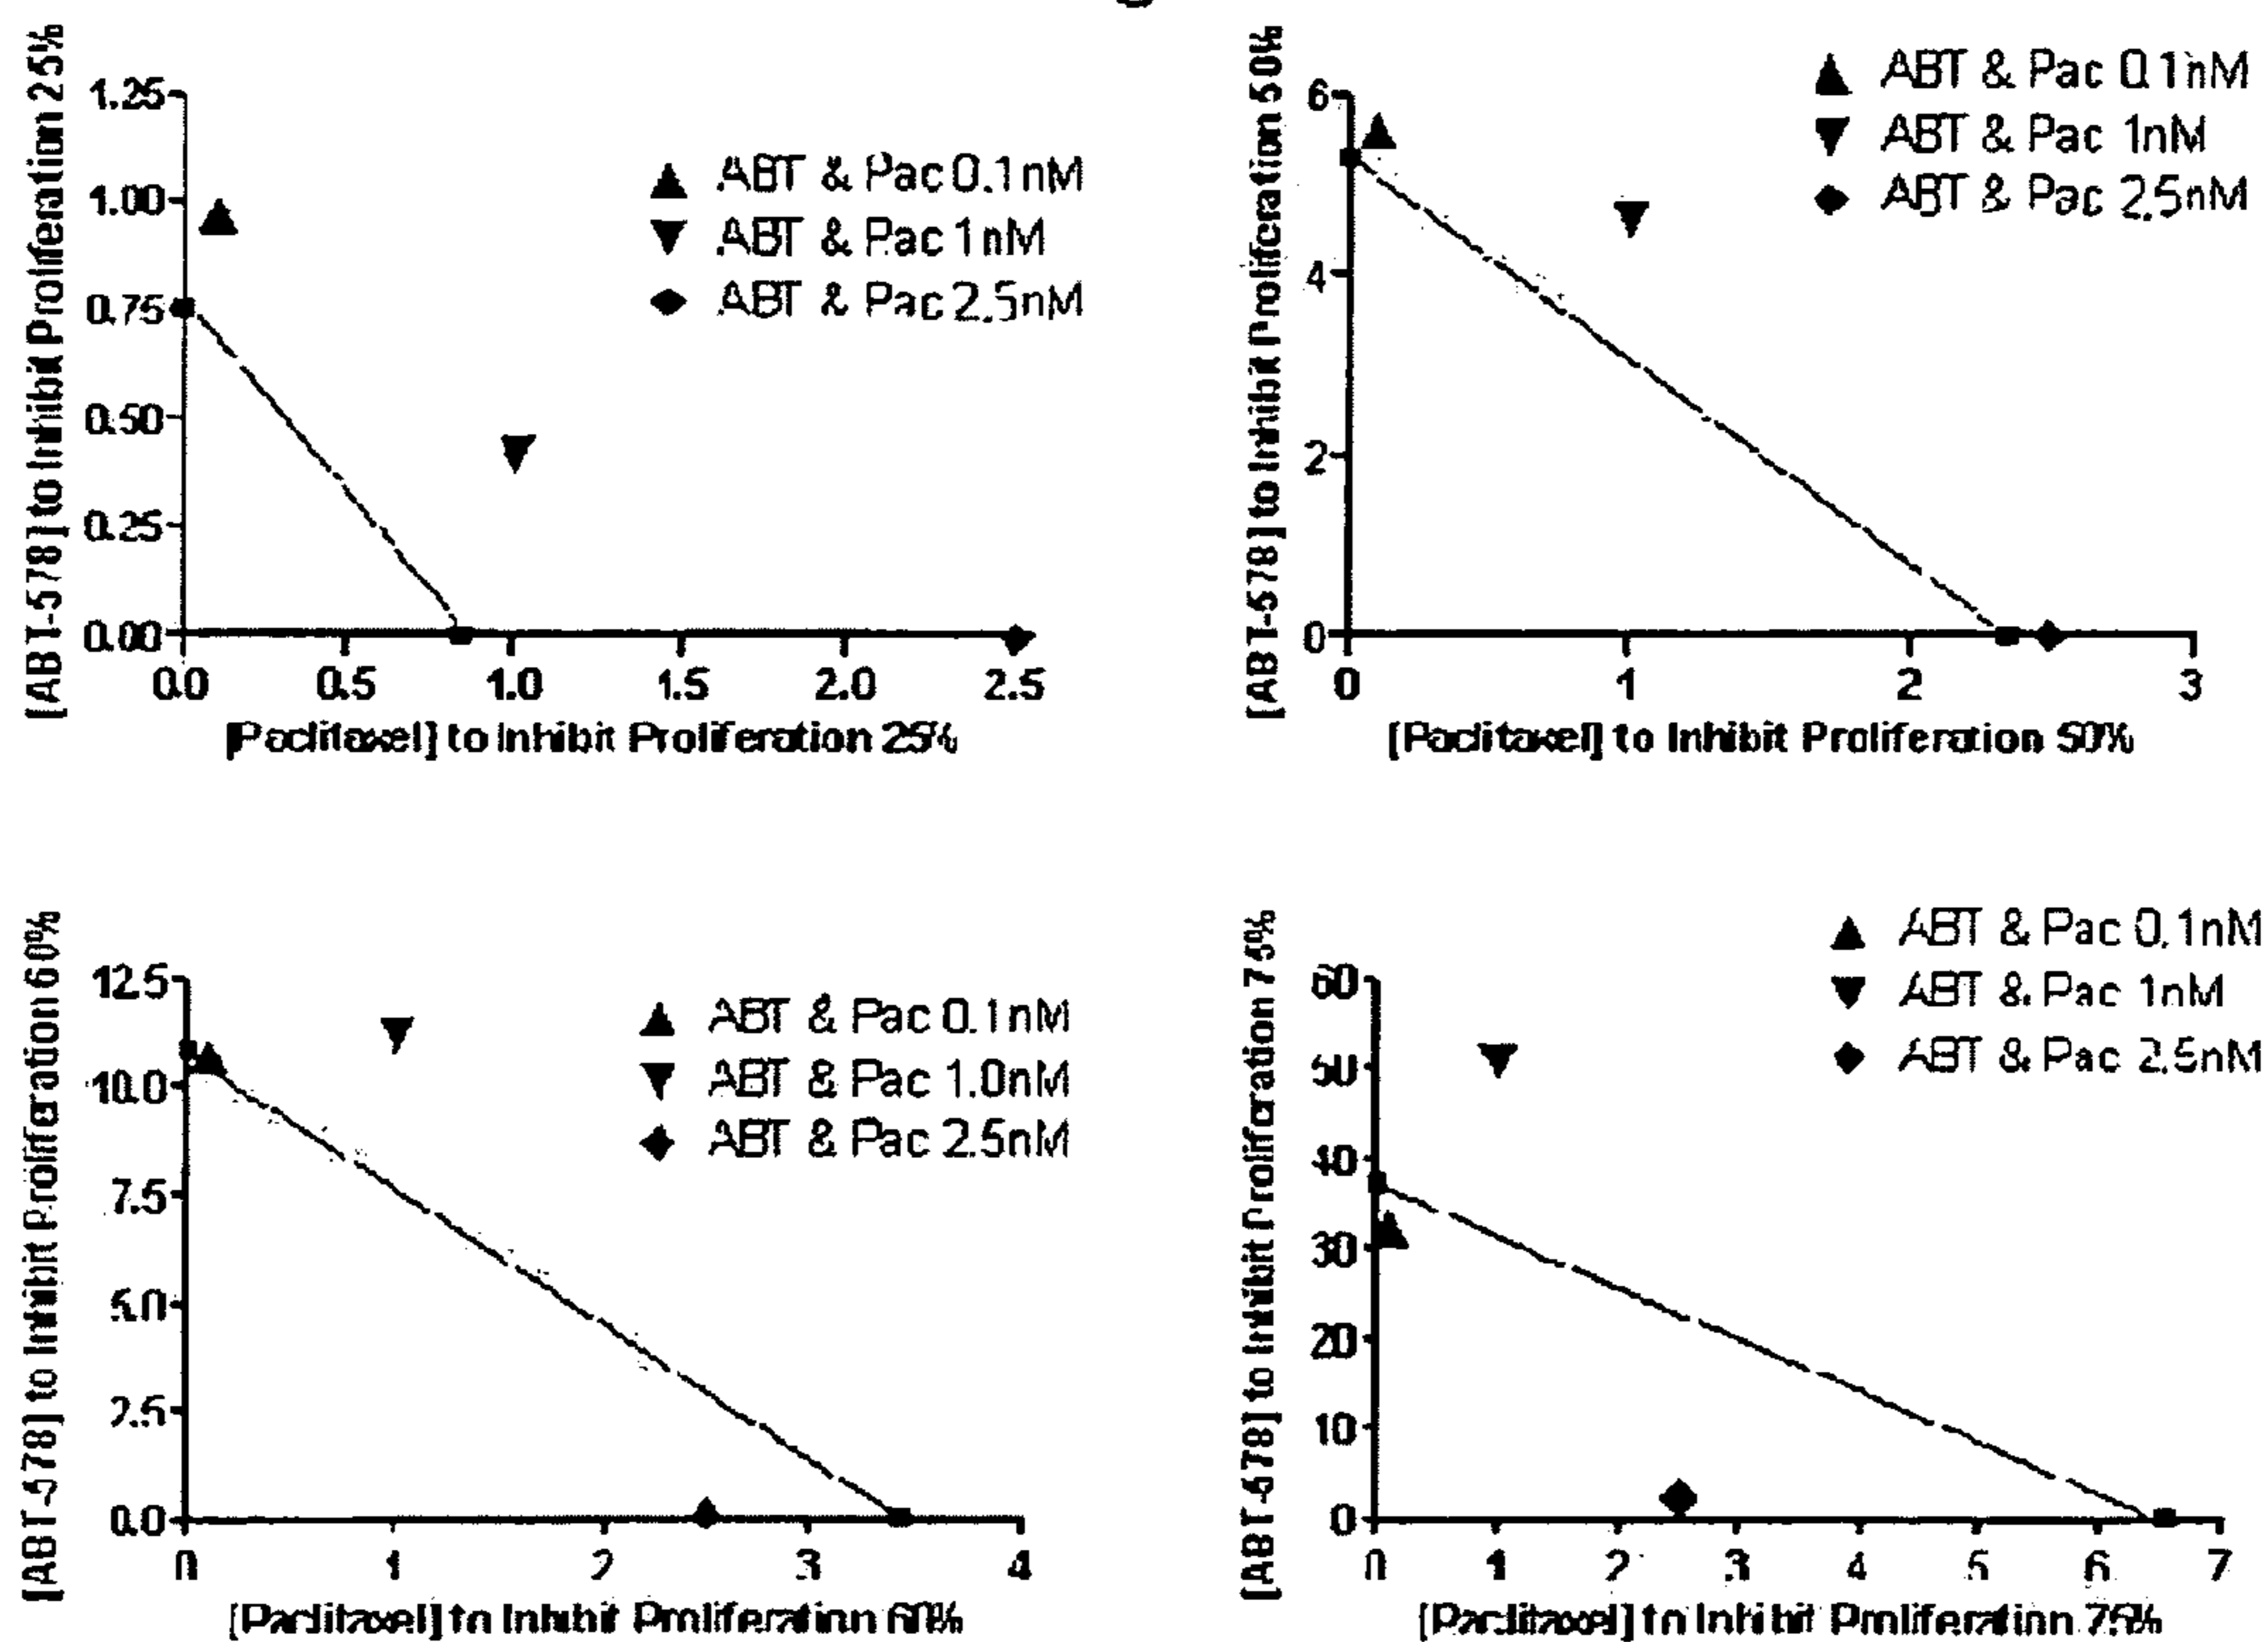 [ABT-578] to Inhibit Proliferation 25%
1.25
1.00
0.75
0.50
0.25
0.00
0.0 0.5 1.0 1.5 2.0 2.5
[Paclitaxel] to Inhibit Proliferation 25%
ABT & Pac 0.1nM
ABT & Pac 1nM
ABT & Pac 2.5nM
[ABT-578] to Inhibit Proliferation 50%
6
4
2
0
0 1 2 3
[Paclitaxel] to Inhibit Proliferation 50%
ABT & Pac 0.1nM
ABT & Pac 1nM
ABT & Pac 2.5nM
[ABT-578] to Inhibit Proliferation 60%
12.5
10.0
7.5
5.0
2.5
0.0
0 1 2 3 4
[Paclitaxel] to Inhibit Proliferation 60%
ABT & Pac 0.1nM
ABT & Pac 1.0nM
ABT & Pac 2.5nM
[ABT-578] to Inhibit Proliferation 75%
60
50
40
30
20
10
0
0 1 2 3 4 5 6 7
[Paclitaxel] to Inhibit Proliferation 75%
ABT & Pac 0.1nM
ABT & Pac 1nM
ABT & Pac 2.5nM